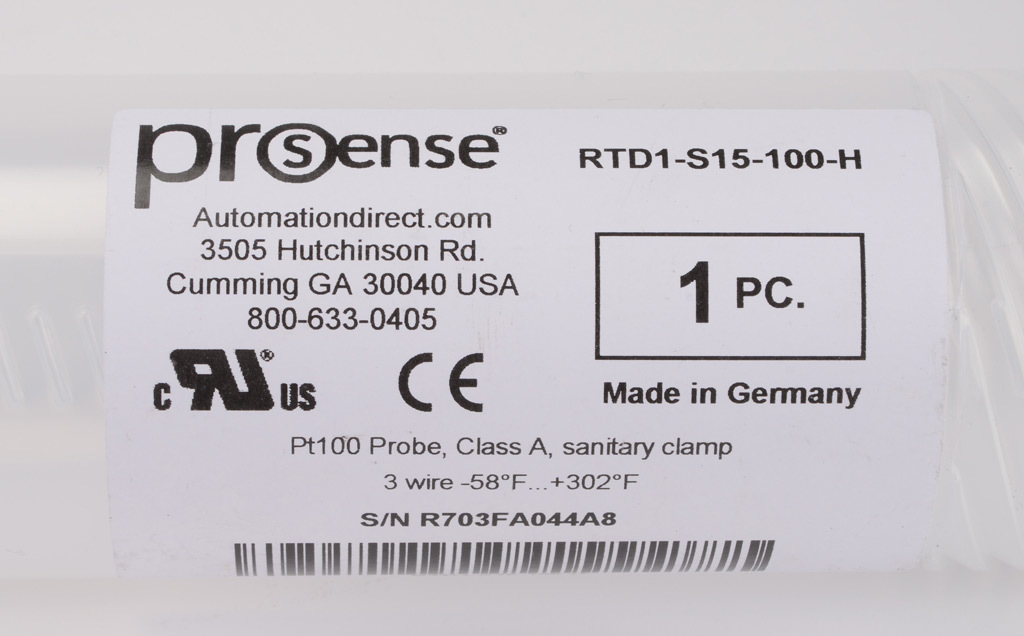 prosense®
RTD1-S15-100-H
Automationdirect.com
3505 Hutchinson Rd.
Cumming GA 30040 USA
800-633-0405
1 PC.
c RU® US
CE
Made in Germany
Pt100 Probe, Class A, sanitary clamp
3 wire -58°F...+302°F
S/N R703FA044A8